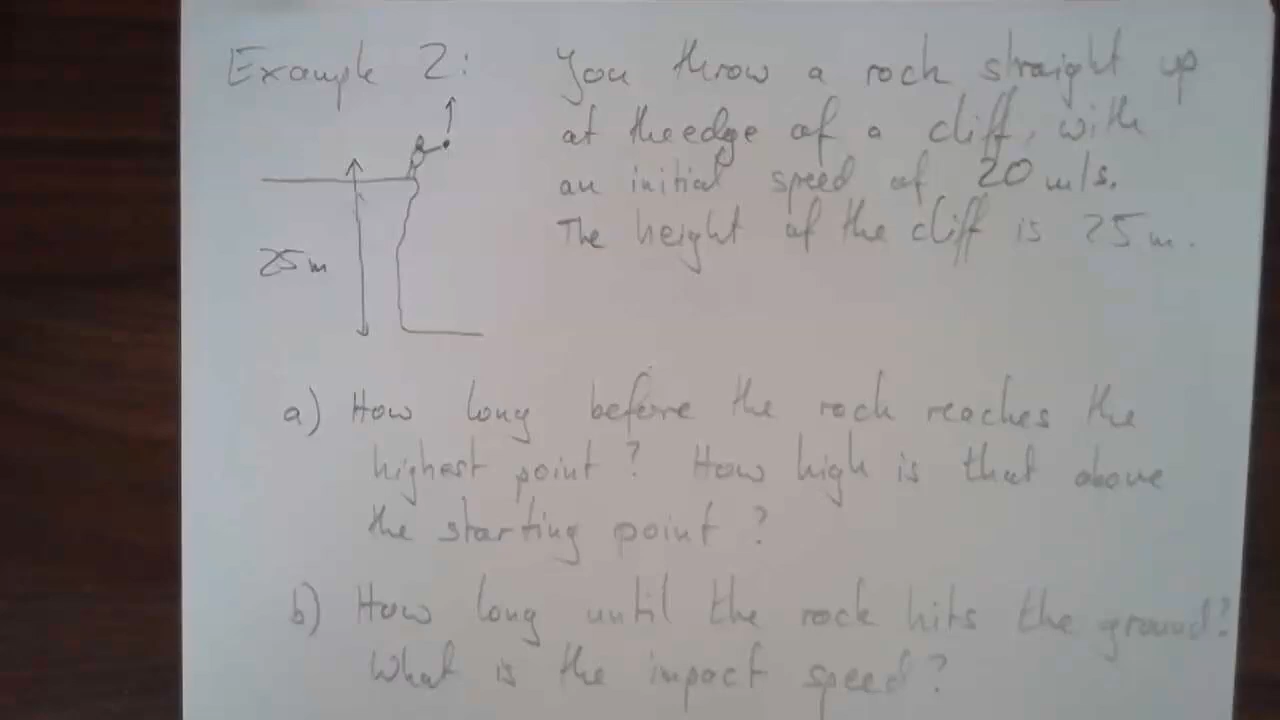 Example 2:
You throw a rock straight up
at the edge of a cliff, with
an initial speed of 20 m/s.
The height of the cliff is 25 m.
25 m
a) How long before the rock reaches the
highest point? How high is that above
the starting point?
b) How long until the rock hits the ground?
What is the impact speed?